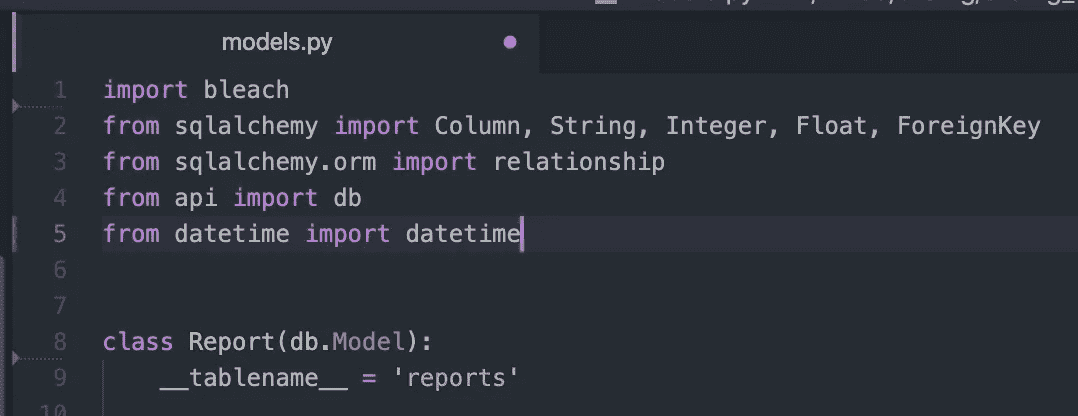 models.py
1 import bleach
2 from sqlalchemy import Column, String, Integer, Float, ForeignKey
3 from sqlalchemy.orm import relationship
4 from api import db
5 from datetime import datetime
6
7
8 class Report(db.Model):
9     __tablename__ = 'reports'
10